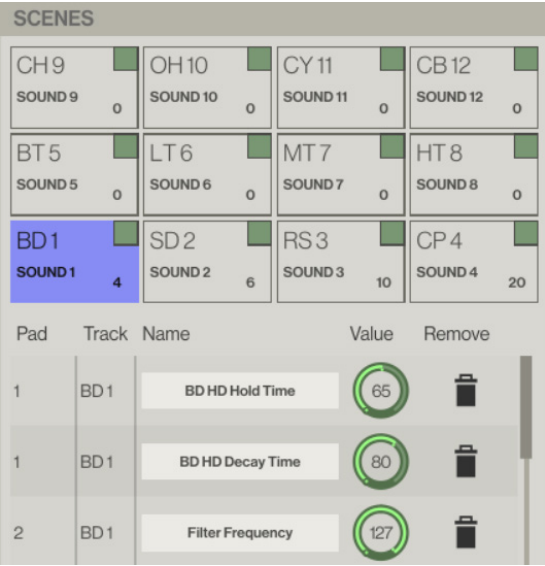 SCENES
CH 9 OH 10 CY 11 CB 12
SOUND 9 0 SOUND 10 0 SOUND 11 0 SOUND 12 0
BT 5 LT 6 MT 7 HT 8
SOUND 5 0 SOUND 6 0 SOUND 7 0 SOUND 8 0
BD 1 SD 2 RS 3 CP 4
SOUND 1 4 SOUND 2 6 SOUND 3 10 SOUND 4 20
Pad Track Name Value Remove
1 BD 1 BD HD Hold Time 65
1 BD 1 BD HD Decay Time 80
2 BD 1 Filter Frequency 127